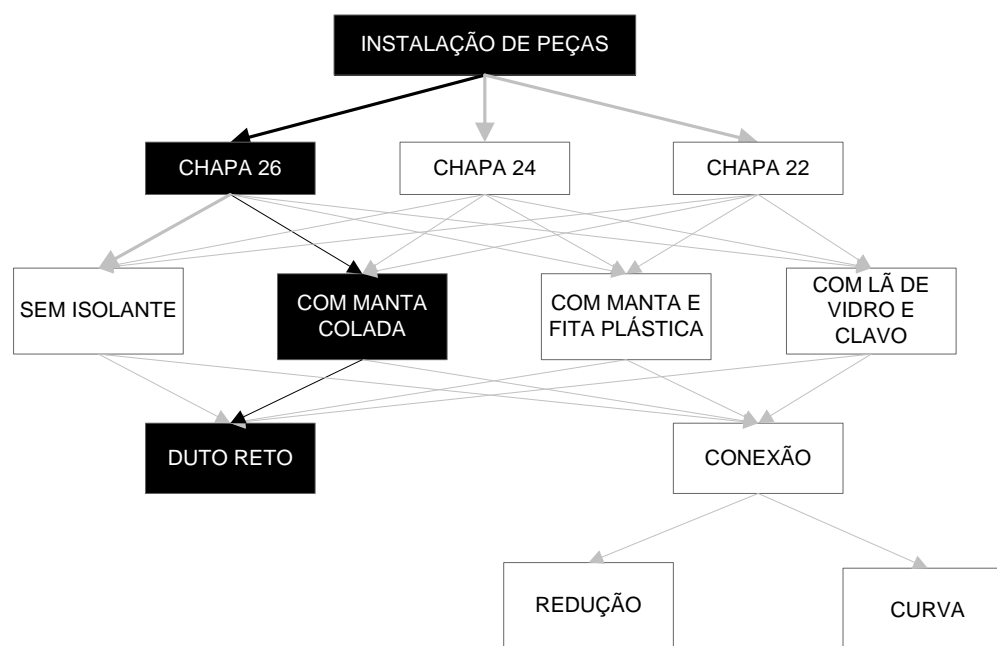 INSTALAÇÃO DE PEÇAS
CHAPA 26
CHAPA 24
CHAPA 22
SEM ISOLANTE
COM MANTA
COLADA
COM MANTA E
FITA PLÁSTICA
COM LÃ DE
VIDRO E
CLAVO
DUTO RETO
CONEXÃO
REDUÇÃO
CURVA